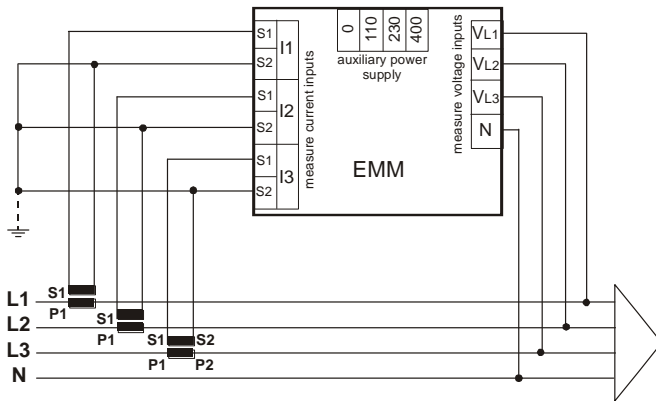 0
110
230
400
auxiliary power
supply
S1
S2
I1
S1
S2
I2
S1
S2
I3
measure current inputs
measure voltage inputs
VL1
VL2
VL3
N
EMM
L1
S1
P1
L2
S1
P1
L3
S1
S2
P1
P2
N